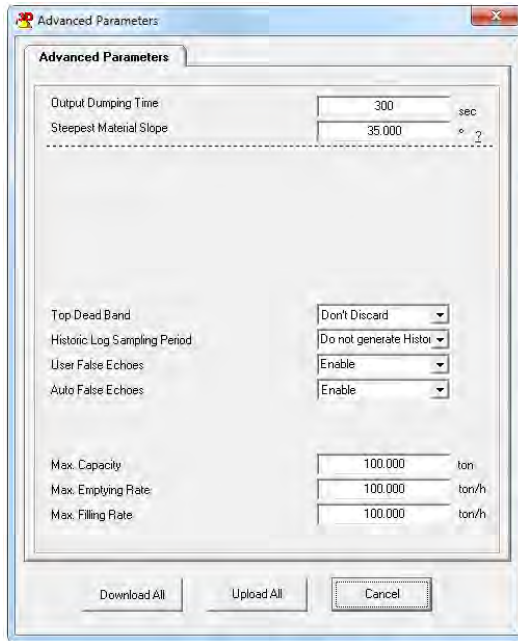 Advanced Parameters
Advanced Parameters
Output Dumping Time 300 sec
Steepest Material Slope 35.000 ° ?
Top Dead Band Don't Discard
Historic Log Sampling Period Do not generate Histor
User False Echoes Enable
Auto False Echoes Enable
Max. Capacity 100.000 ton
Max. Emptying Rate 100.000 ton/h
Max. Filling Rate 100.000 ton/h
Download All Upload All Cancel